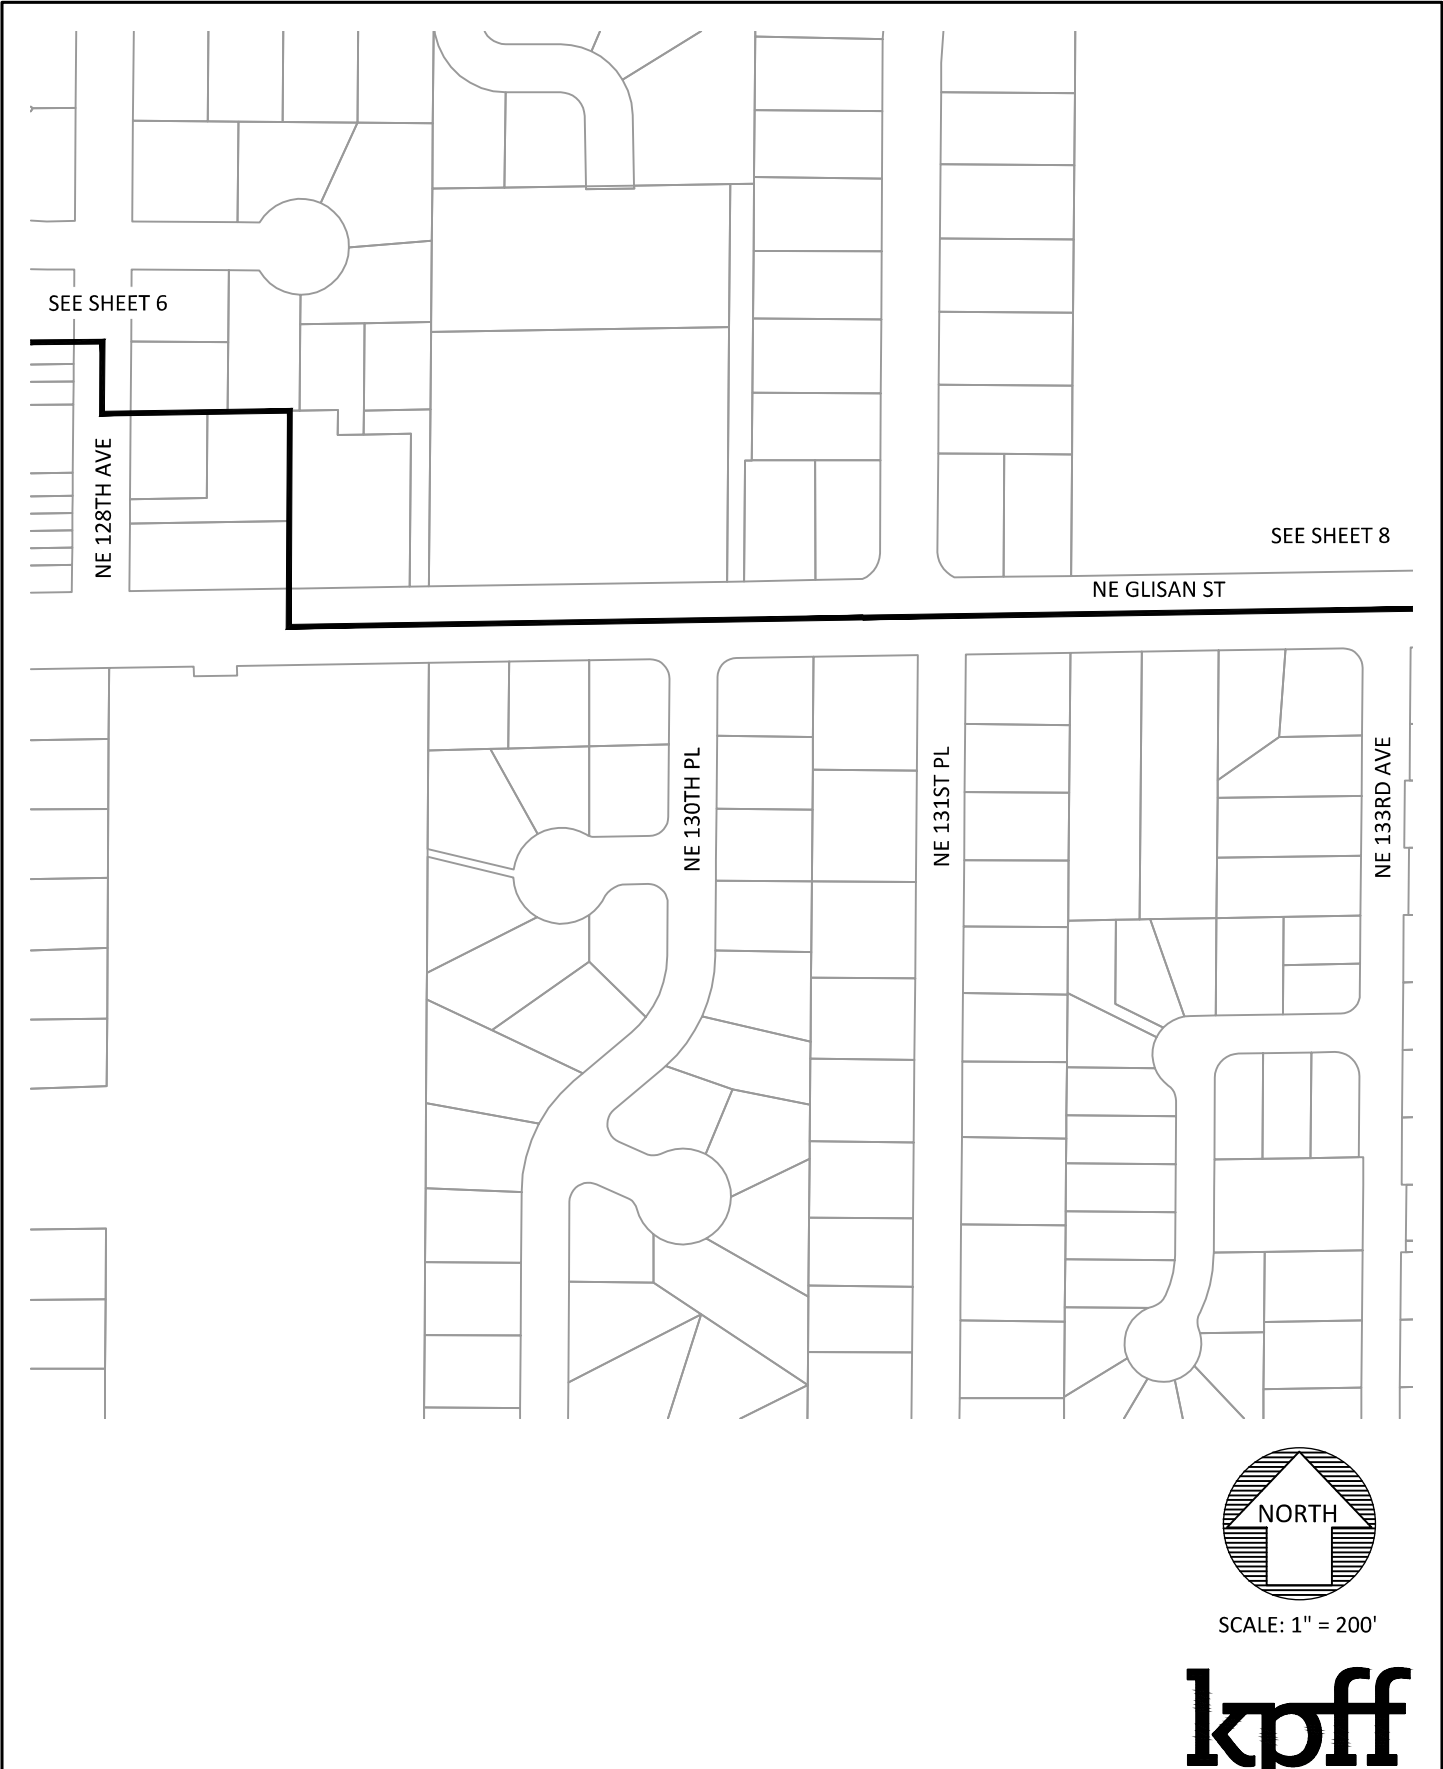 SEE SHEET 6
NE 128TH AVE
SEE SHEET 8
NE GLISAN ST
NE 130TH PL
NE 131ST PL
NE 133RD AVE
NORTH
SCALE: 1" = 200'
kpff